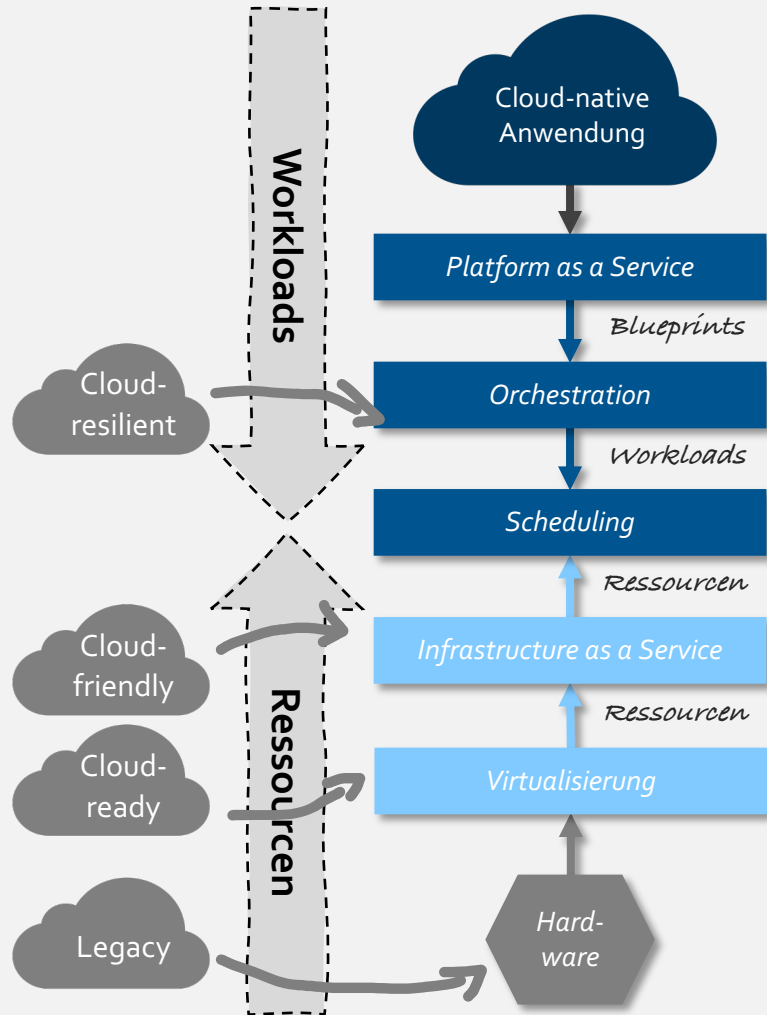 Cloud-native
Anwendung
Workloads
Platform as a Service
Blueprints
Cloud-
resilient
Orchestration
Workloads
Scheduling
Ressourcen
Cloud-
friendly
Infrastructure as a Service
Ressourcen
Ressourcen
Cloud-
ready
Virtualisierung
Legacy
Hard-
ware